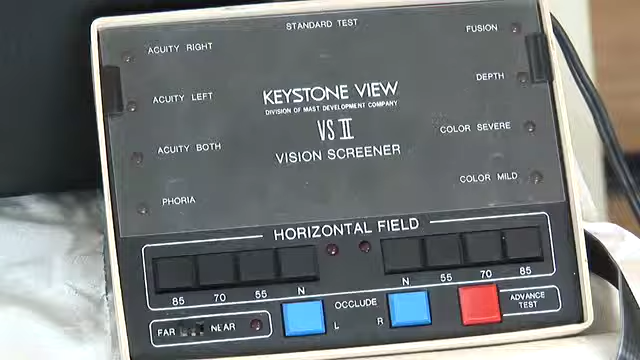 STANDARD TEST
ACUITY RIGHT
FUSION
ACUITY LEFT
DEPTH
KEYSTONE VIEW
DIVISION OF MAST DEVELOPMENT COMPANY
VS II
VISION SCREENER
ACUITY BOTH
COLOR SEVERE
PHORIA
COLOR MILD
HORIZONTAL FIELD
85 70 55 N
N 55 70 85
FAR NEAR
OCCLUDE
L R
ADVANCE
TEST